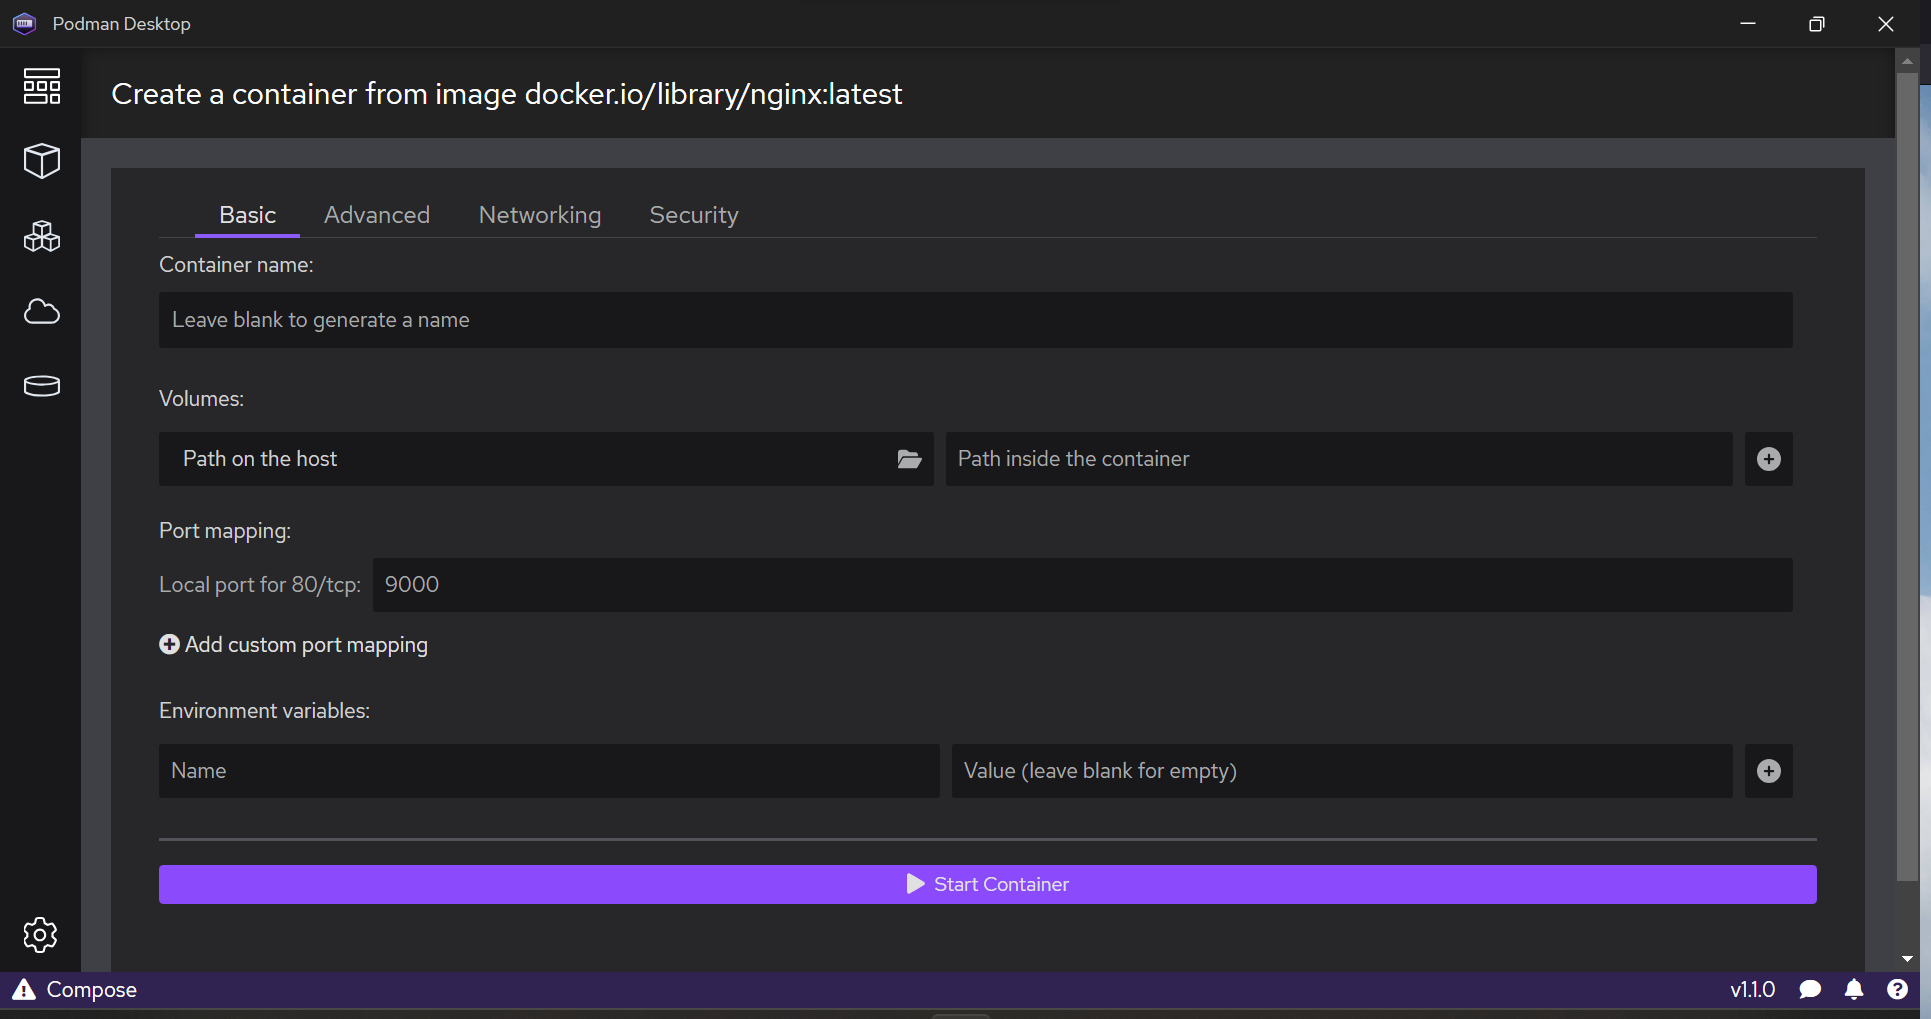 Podman Desktop
Create a container from image docker.io/library/nginx:latest
Basic Advanced Networking Security
Container name:
Leave blank to generate a name
Volumes:
Path on the host Path inside the container
Port mapping:
Local port for 80/tcp: 9000
Add custom port mapping
Environment variables:
Name Value (leave blank for empty)
Start Container
Compose v1.1.0